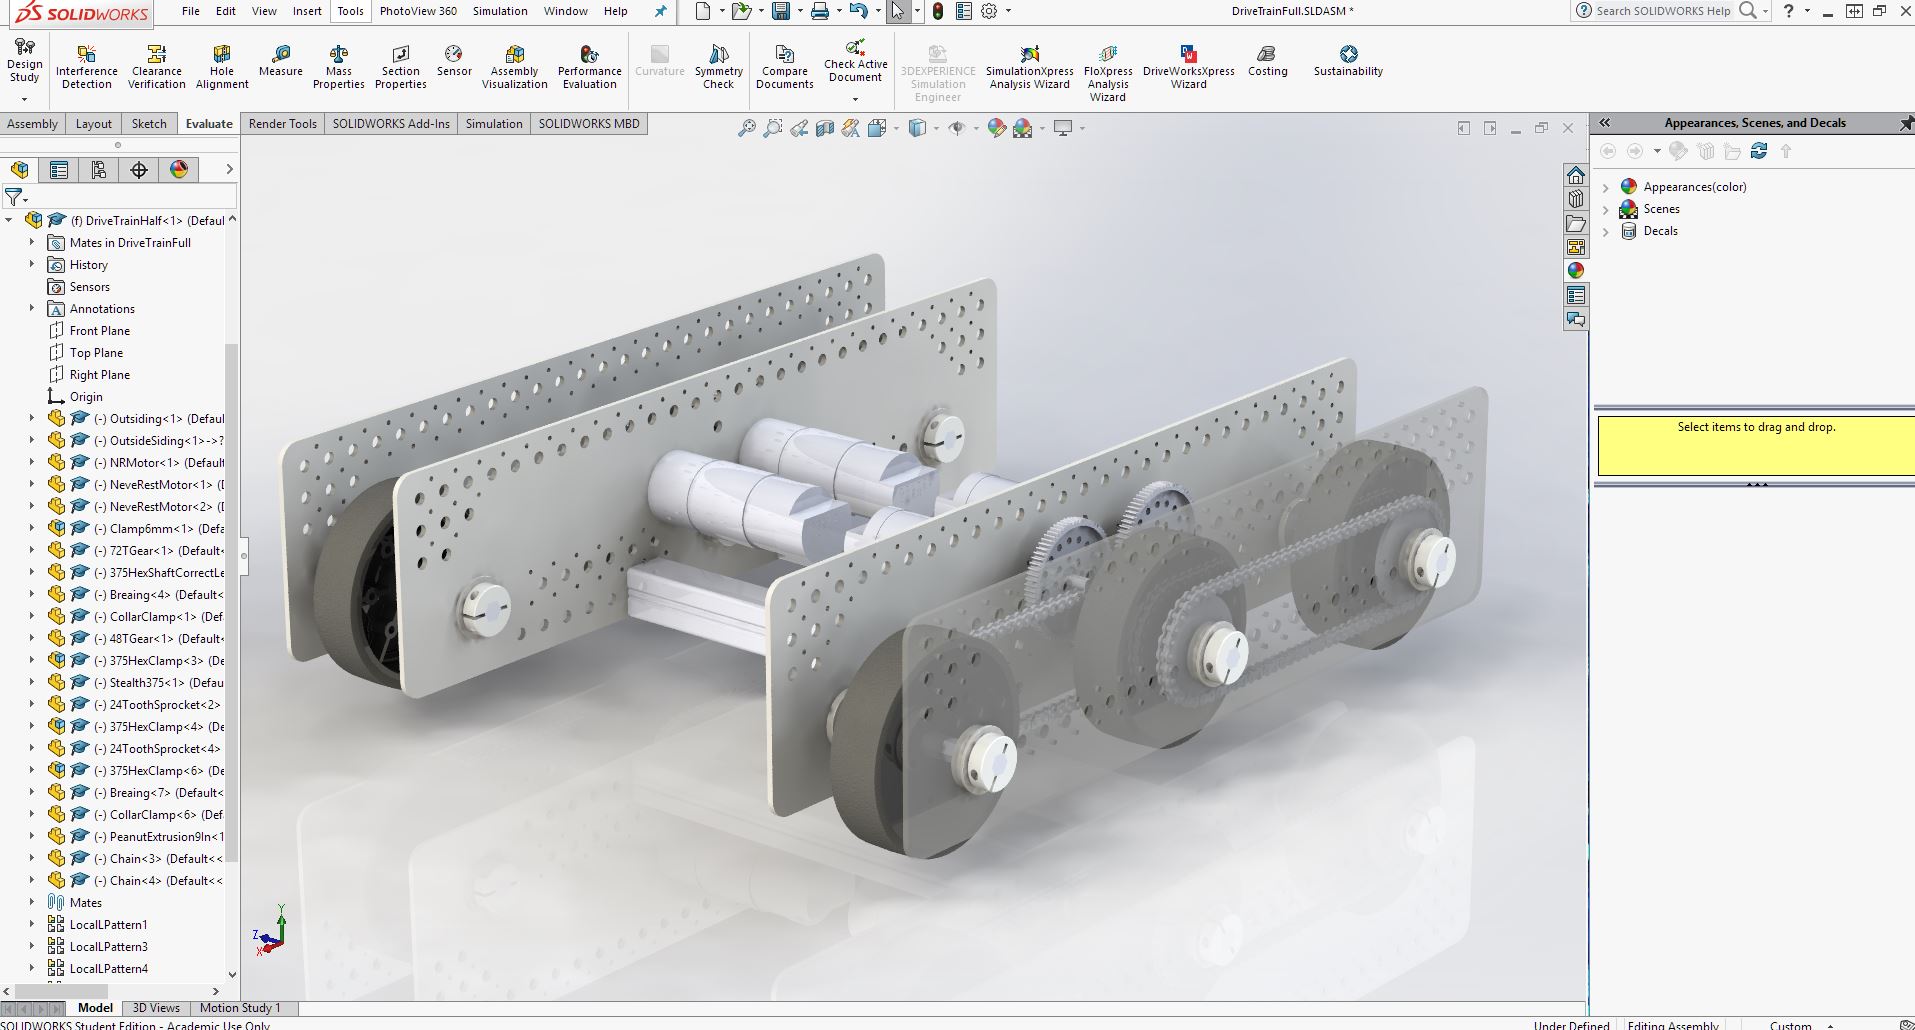 SOLIDWORKS
File Edit View Insert Tools PhotoView 360 Simulation Window Help
DriveTrainFull.SLDASM *
Search SOLIDWORKS Help
Design Study
Interference Detection
Clearance Verification
Hole Alignment
Measure
Mass Properties
Section Properties
Sensor
Assembly Visualization
Performance Evaluation
Curvature
Symmetry Check
Compare Documents
Check Active Document
3DEXPERIENCE Simulation Engineer
SimulationXpress Analysis Wizard
FloXpress Analysis Wizard
DriveWorksXpress Wizard
Costing
Sustainability
Assembly Layout Sketch Evaluate Render Tools SOLIDWORKS Add-Ins Simulation SOLIDWORKS MBD
Appearances, Scenes, and Decals
Appearances(color)
Scenes
Decals
Select items to drag and drop.
(f) DriveTrainHalf<1> (Defaul
Mates in DriveTrainFull
History
Sensors
Annotations
Front Plane
Top Plane
Right Plane
Origin
(-) Outsiding<1> (Defaul
(-) OutsideSiding<1>->?
(-) NRMotor<1> (Default
(-) NeveRestMotor<1> (D
(-) NeveRestMotor<2> (D
(-) Clamp6mm<1> (Defa
(-) 72TGear<1> (Default<
(-) 375HexShaftCorrectLe
(-) Breaing<4> (Default<
(-) CollarClamp<1> (Def
(-) 48TGear<1> (Default<
(-) 375HexClamp<3> (De
(-) Stealth375<1> (Defau
(-) 24ToothSprocket<2>
(-) 375HexClamp<4> (De
(-) 24ToothSprocket<4>
(-) 375HexClamp<6> (De
(-) Breaing<7> (Default<
(-) CollarClamp<6> (Def
(-) PeanutExtrusion9In<1
(-) Chain<3> (Default<<
(-) Chain<4> (Default<<
Mates
LocalLPattern1
LocalLPattern3
LocalLPattern4
Y
Z
X
Model 3D Views Motion Study 1
SOLIDWORKS Student Edition - Academic Use Only
Under Defined Editing Assembly Custom